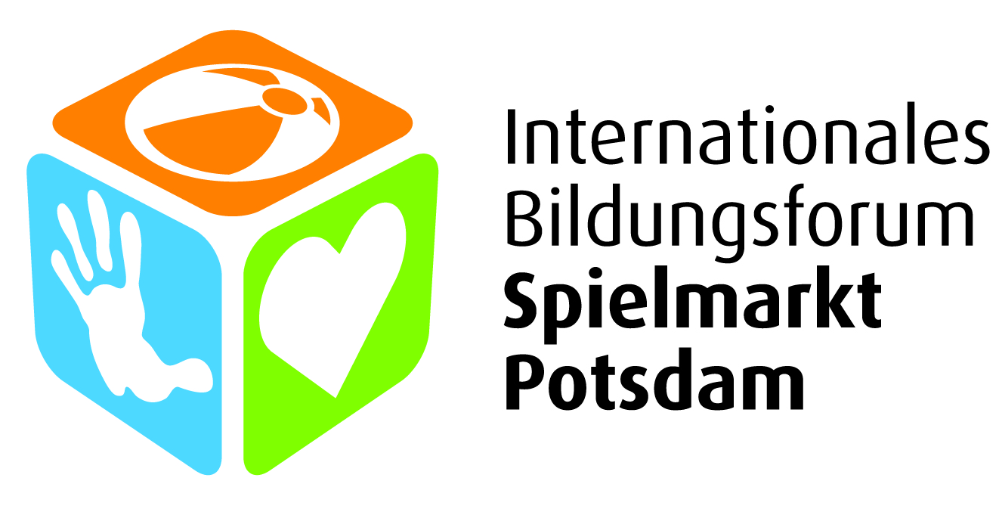 Internationales
Bildungsforum
Spielmarkt
Potsdam